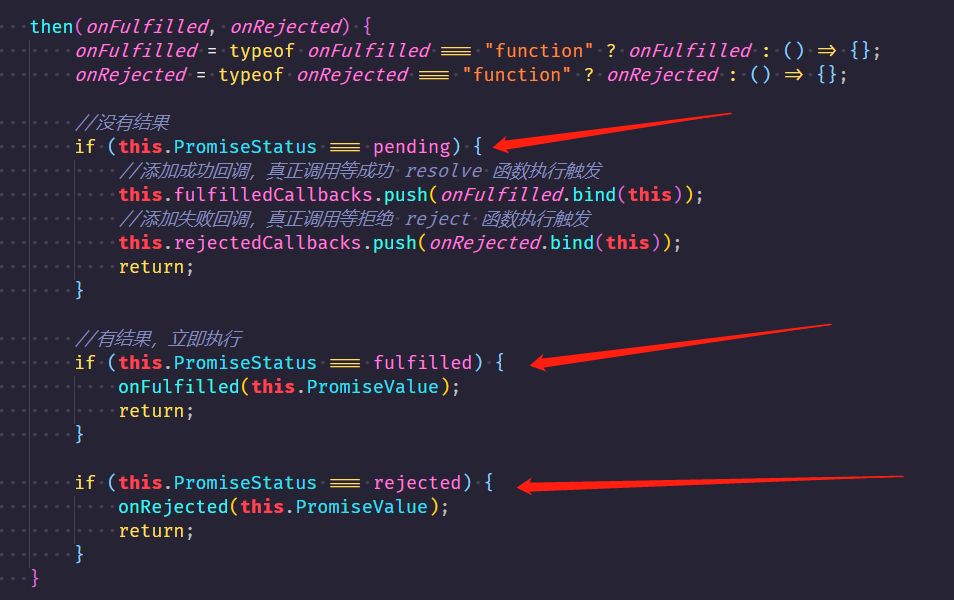 then(onFulfilled, onRejected) {
onFulfilled = typeof onFulfilled === "function" ? onFulfilled : () => {};
onRejected = typeof onRejected === "function" ? onRejected : () => {};
//没有结果
if (this.PromiseStatus === pending) {
//添加成功回调，真正调用等成功 resolve 函数执行触发
this.fulfilledCallbacks.push(onFulfilled.bind(this));
//添加失败回调，真正调用等拒绝 reject 函数执行触发
this.rejectedCallbacks.push(onRejected.bind(this));
return;
}
//有结果，立即执行
if (this.PromiseStatus === fulfilled) {
onFulfilled(this.PromiseValue);
return;
}
if (this.PromiseStatus === rejected) {
onRejected(this.PromiseValue);
return;
}
}